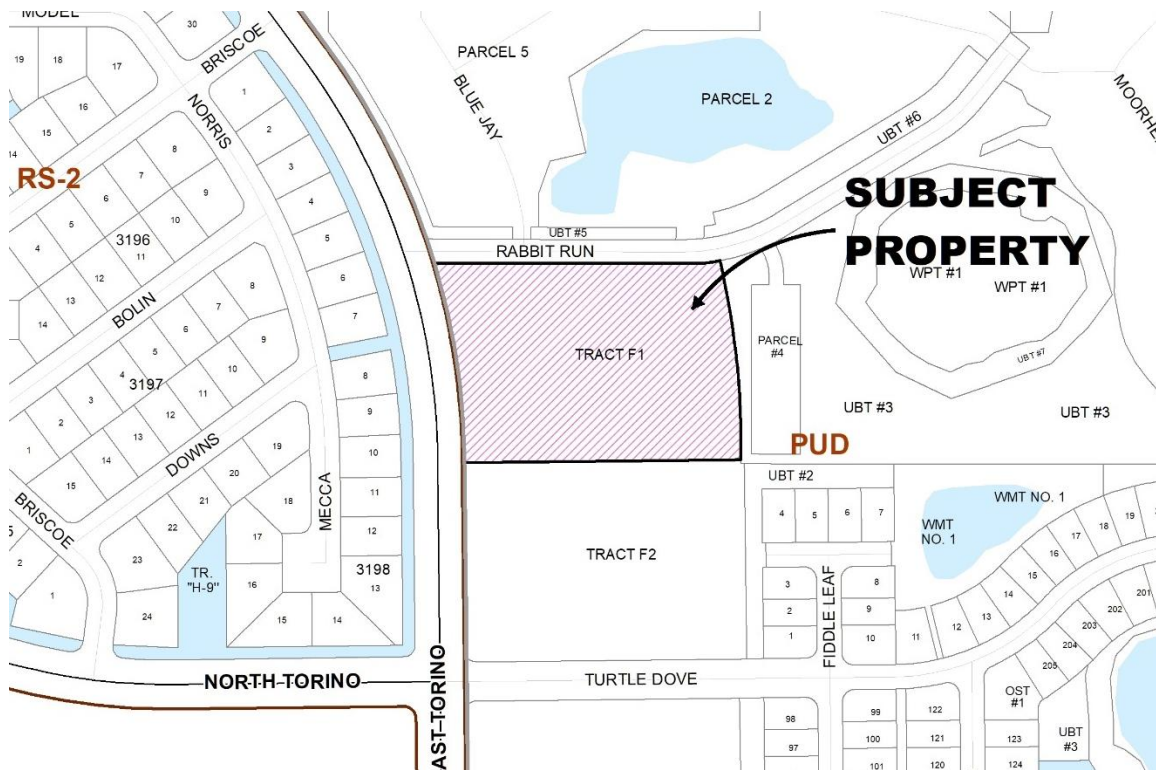 MODEL
30
BRISCOE
19
18
17
16
15
14
RS-2
NORRIS
1
2
3
4
5
6
7
8
7
6
5
4
9
10
3196
11
12
13
14
BOLIN
8
7
6
5
4
3
2
1
9
10
11
12
13
14
15
3197
DOWNS
19
20
21
22
23
24
18
17
16
15
14
MECCA
8
9
10
11
12
3198
13
BRISCOE
2
1
TR.
"H-9"
NORTH TORINO
AST TORINO
PARCEL 5
BLUE JAY
PARCEL 2
UBT #6
MOORHE
UBT #5
RABBIT RUN
SUBJECT
PROPERTY
WPT #1
WPT #1
TRACT F1
PARCEL
#4
UBT #7
UBT #3
UBT #3
PUD
UBT #2
4
5
6
7
WMT NO. 1
WMT
NO. 1
TRACT F2
3
2
1
FIDDLE LEAF
8
9
10
11
12
13
14
15
16
17
18
19
201
202
203
204
205
TURTLE DOVE
98
97
99
100
101
122
121
120
OST
#1
123
124
UBT
#3